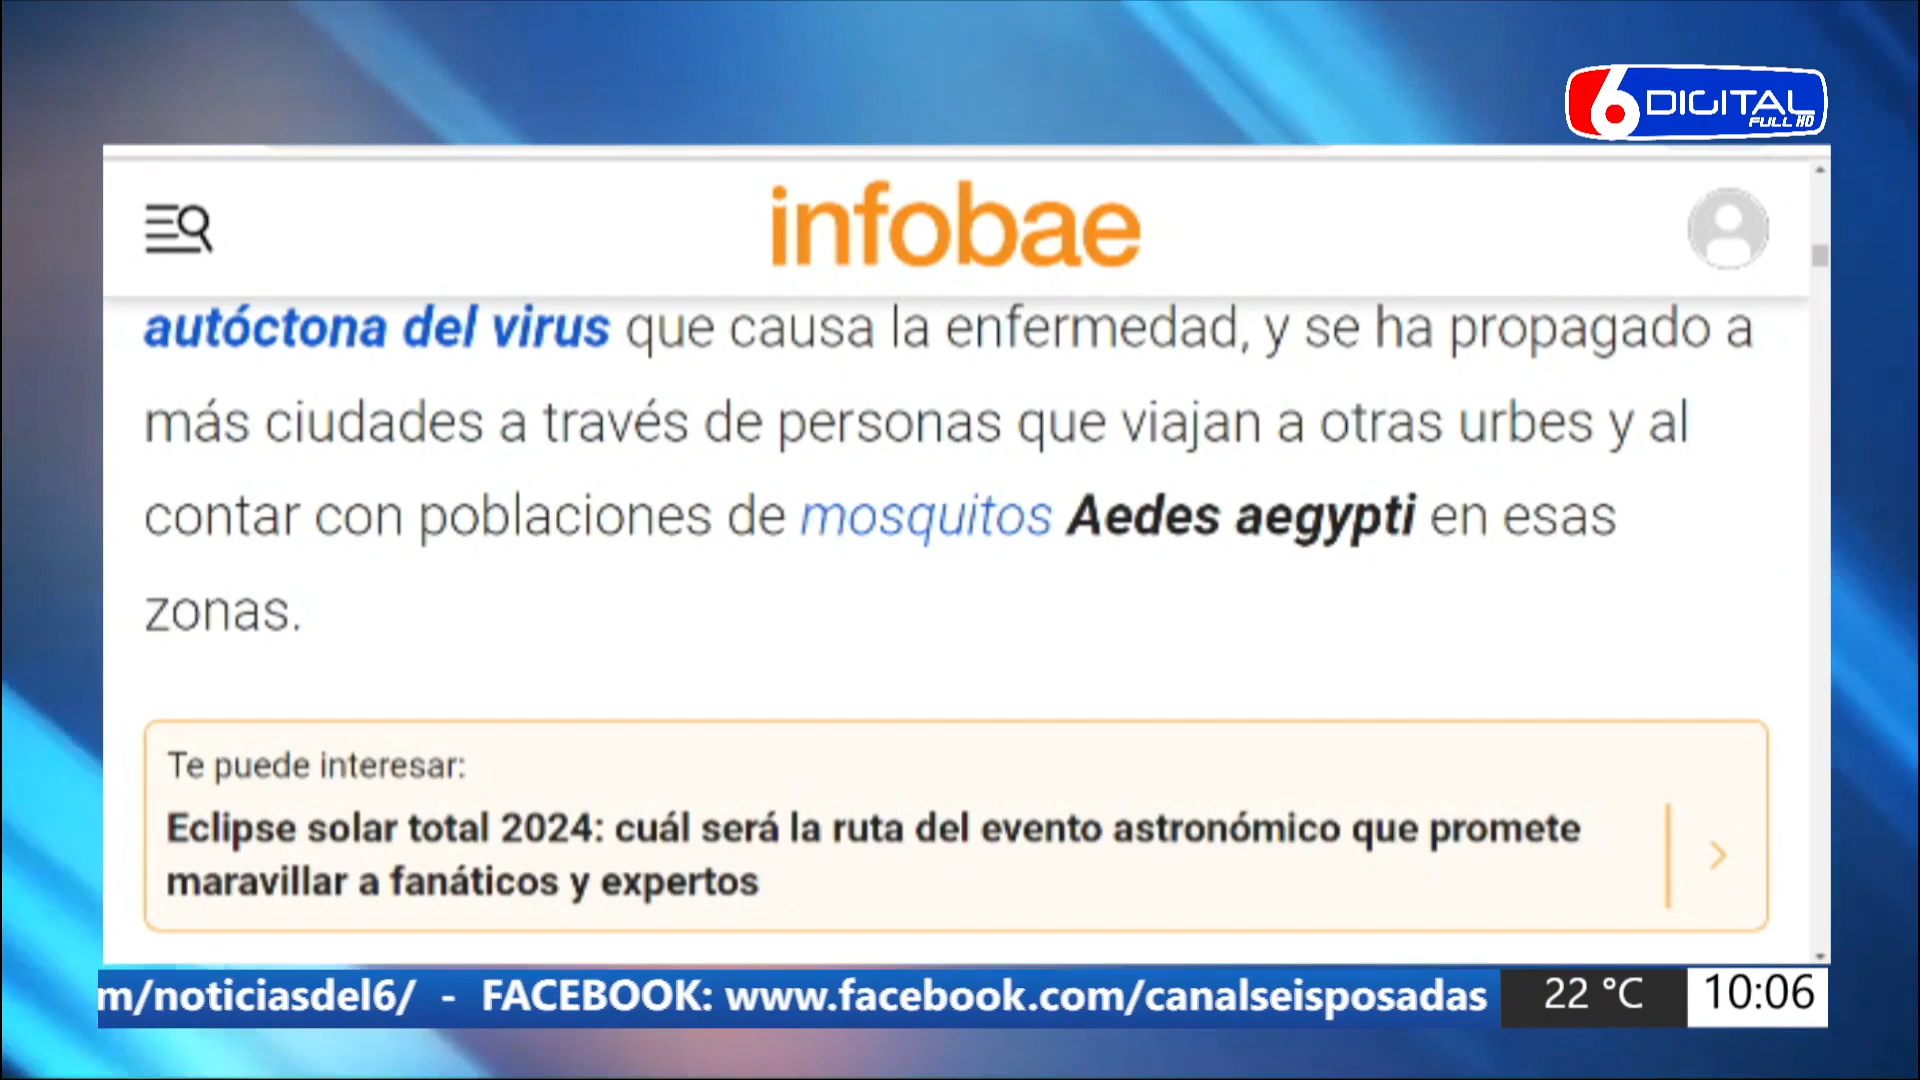 6 DIGITAL
FULL HD
infobae
autóctona del virus que causa la enfermedad, y se ha propagado a
más ciudades a través de personas que viajan a otras urbes y al
contar con poblaciones de mosquitos Aedes aegypti en esas
zonas.
Te puede interesar:
Eclipse solar total 2024: cuál será la ruta del evento astronómico que promete
maravillar a fanáticos y expertos
m/noticiasdel6/ - FACEBOOK: www.facebook.com/canalseisposadas
22 °C
10:06